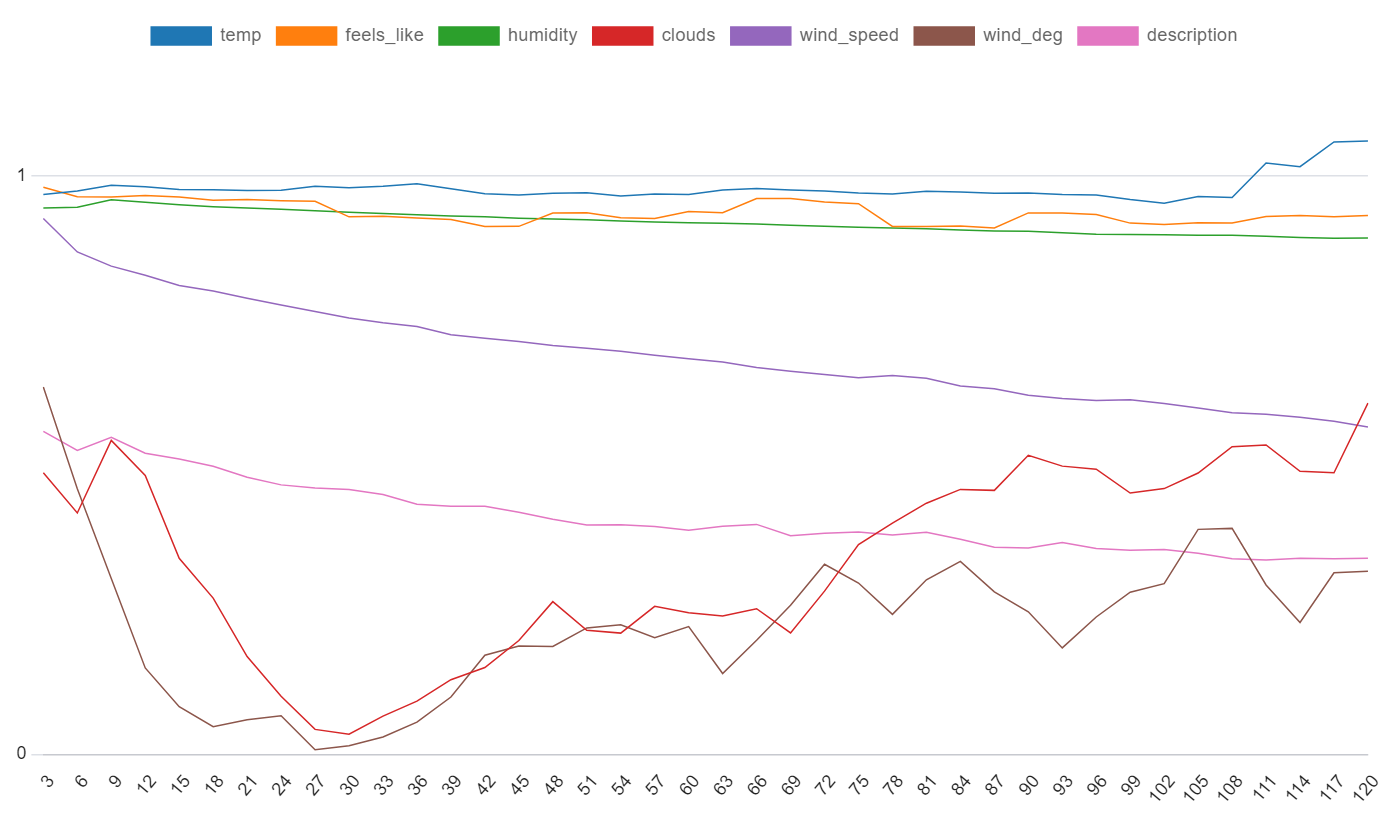 temp feels_like humidity clouds wind_speed wind_deg description
1
0
3 6 9 12 15 18 21 24 27 30 33 36 39 42 45 48 51 54 57 60 63 66 69 72 75 78 81 84 87 90 93 96 99 102 105 108 111 114 117 120